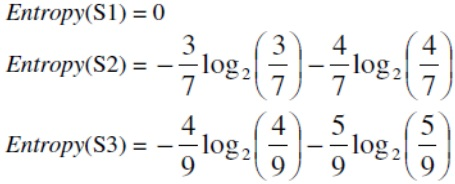 Entropy(S1) = 0
Entropy(S2) = − 3/7 log₂(3/7) − 4/7 log₂(4/7)
Entropy(S3) = − 4/9 log₂(4/9) − 5/9 log₂(5/9)